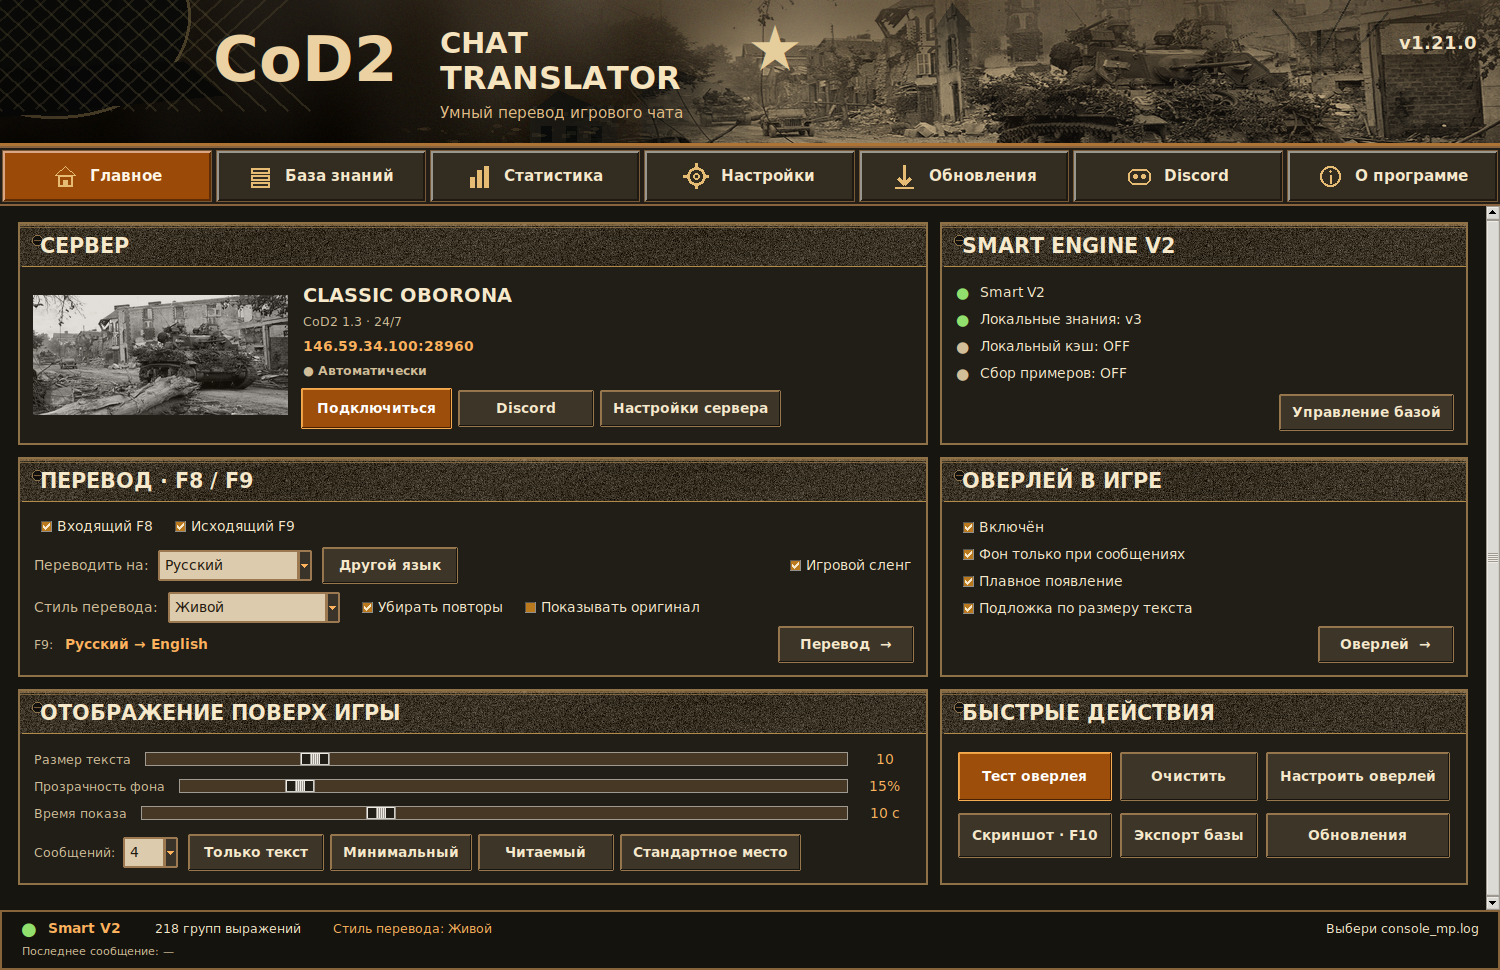 CoD2
CHAT
TRANSLATOR
Умный перевод игрового чата
v1.21.0
Главное
База знаний
Статистика
Настройки
Обновления
Discord
О программе
СЕРВЕР
CLASSIC OBORONA
CoD2 1.3 · 24/7
146.59.34.100:28960
● Автоматически
Подключиться
Discord
Настройки сервера
SMART ENGINE V2
Smart V2
Локальные знания: v3
Локальный кэш: OFF
Сбор примеров: OFF
Управление базой
ПЕРЕВОД · F8 / F9
Входящий F8
Исходящий F9
Переводить на:
Русский
Другой язык
Игровой сленг
Стиль перевода:
Живой
Убирать повторы
Показывать оригинал
F9:
Русский → English
Перевод →
ОВЕРЛЕЙ В ИГРЕ
Включён
Фон только при сообщениях
Плавное появление
Подложка по размеру текста
Оверлей →
ОТОБРАЖЕНИЕ ПОВЕРХ ИГРЫ
Размер текста
10
Прозрачность фона
15%
Время показа
10 с
Сообщений:
4
Только текст
Минимальный
Читаемый
Стандартное место
БЫСТРЫЕ ДЕЙСТВИЯ
Тест оверлея
Очистить
Настроить оверлей
Скриншот · F10
Экспорт базы
Обновления
Smart V2
218 групп выражений
Стиль перевода: Живой
Выбери console_mp.log
Последнее сообщение: —